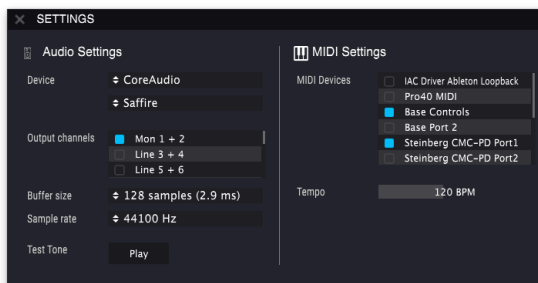 SETTINGS
Audio Settings
Device
CoreAudio
Saffire
Output channels
Mon 1 + 2
Line 3 + 4
Line 5 + 6
Buffer size
128 samples (2.9 ms)
Sample rate
44100 Hz
Test Tone
Play
MIDI Settings
MIDI Devices
IAC Driver Ableton Loopback
Pro40 MIDI
Base Controls
Base Port 2
Steinberg CMC-PD Port1
Steinberg CMC-PD Port2
Tempo
120 BPM